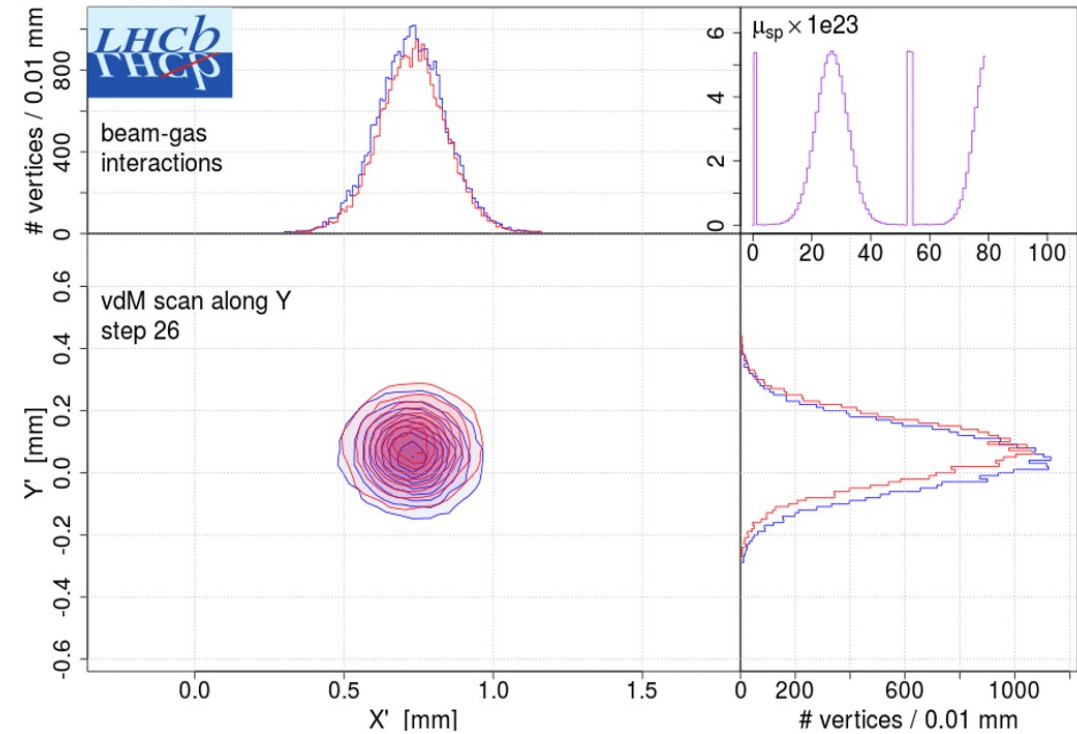 LHCb
LHCb
# vertices / 0.01 mm
0 400 800
beam-gas
interactions
μsp × 1e23
0 2 4 6
0 20 40 60 80 100
vdM scan along Y
step 26
Y' [mm]
-0.6 -0.4 -0.2 0.0 0.2 0.4 0.6
0.0 0.5 1.0 1.5
X' [mm]
0 200 600 1000
# vertices / 0.01 mm